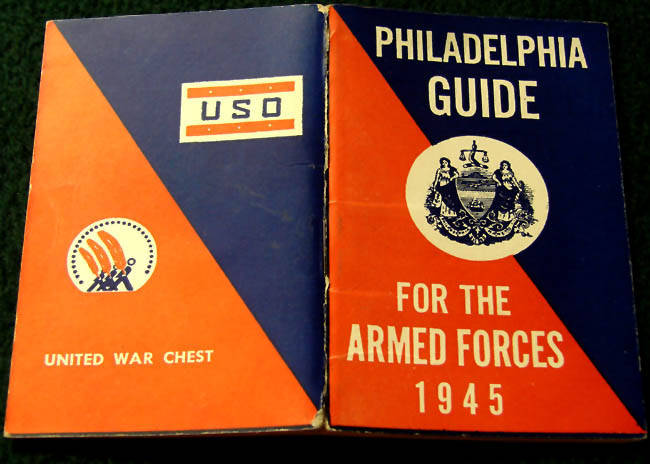 USO
UNITED WAR CHEST
PHILADELPHIA
GUIDE
FOR THE
ARMED FORCES
1945